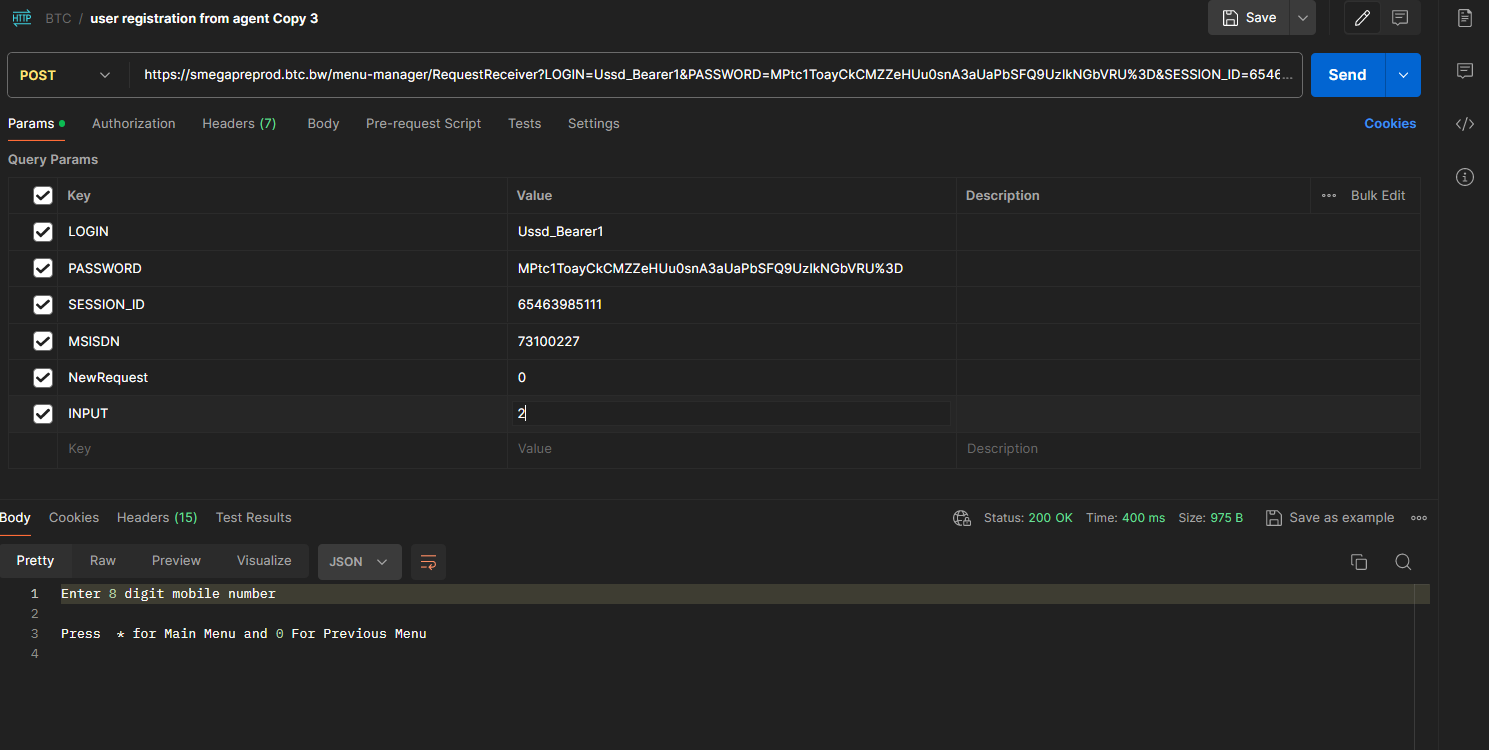 HTTP BTC / user registration from agent Copy 3 Save
POST https://smegapreprod.btc.bw/menu-manager/RequestReceiver?LOGIN=Ussd_Bearer1&PASSWORD=MPtc1ToayCkCMZZeHUu0snA3aUaPbSFQ9UzIkNGbVRU%3D&SESSION_ID=6546... Send
Params Authorization Headers (7) Body Pre-request Script Tests Settings Cookies
Query Params
Key Value Description Bulk Edit
LOGIN Ussd_Bearer1
PASSWORD MPtc1ToayCkCMZZeHUu0snA3aUaPbSFQ9UzIkNGbVRU%3D
SESSION_ID 65463985111
MSISDN 73100227
NewRequest 0
INPUT 2
Key Value Description
Body Cookies Headers (15) Test Results Status: 200 OK Time: 400 ms Size: 975 B Save as example
Pretty Raw Preview Visualize JSON
1 Enter 8 digit mobile number
2
3 Press * for Main Menu and 0 For Previous Menu
4